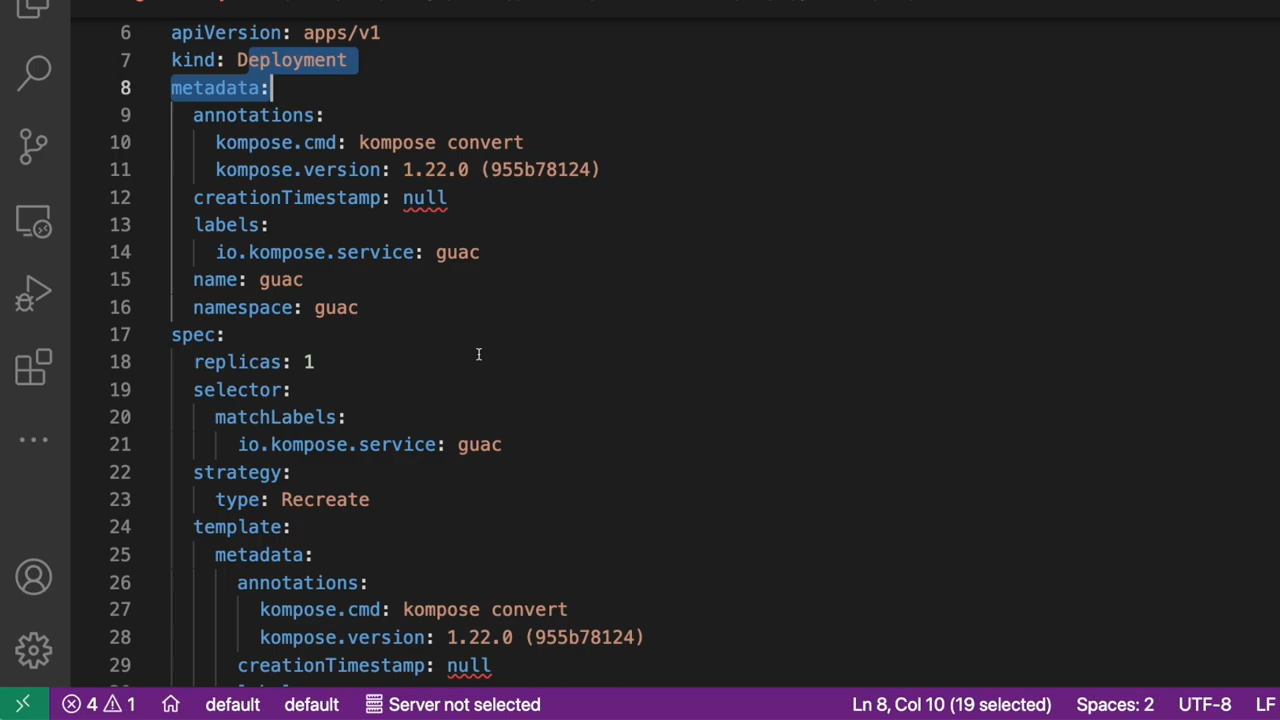 6 apiVersion: apps/v1
7 kind: Deployment
8 metadata:
9 annotations:
10 kompose.cmd: kompose convert
11 kompose.version: 1.22.0 (955b78124)
12 creationTimestamp: null
13 labels:
14 io.kompose.service: guac
15 name: guac
16 namespace: guac
17 spec:
18 replicas: 1
19 selector:
20 matchLabels:
21 io.kompose.service: guac
22 strategy:
23 type: Recreate
24 template:
25 metadata:
26 annotations:
27 kompose.cmd: kompose convert
28 kompose.version: 1.22.0 (955b78124)
29 creationTimestamp: null
4 1 default default Server not selected Ln 8, Col 10 (19 selected) Spaces: 2 UTF-8 LF